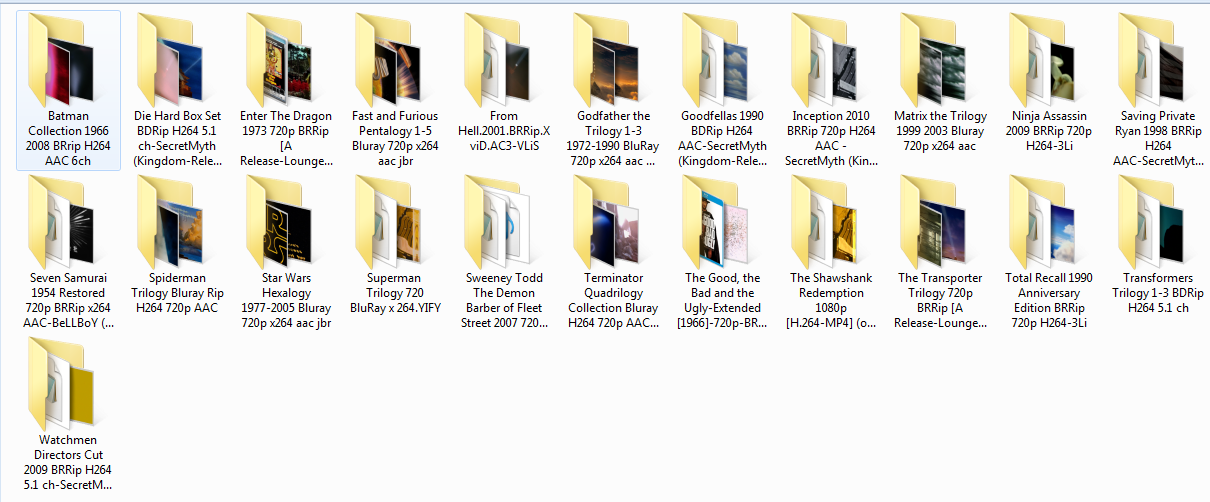 Batman
Collection 1966
2008 BRrip H264
AAC 6ch
Die Hard Box Set
BDRip H264 5.1
ch-SecretMyth
(Kingdom-Rele...
Enter The Dragon
1973 720p BRRip
[A
Release-Lounge...
Fast and Furious
Pentalogy 1-5
Bluray 720p x264
aac jbr
From
Hell.2001.BRRip.X
viD.AC3-VLiS
Godfather the
Trilogy 1-3
1972-1990 BluRay
720p x264 aac ...
Goodfellas 1990
BDRip H264
AAC-SecretMyth
(Kingdom-Rele...
Inception 2010
BRRip 720p H264
AAC -
SecretMyth (Kin...
Matrix the Trilogy
1999 2003 Bluray
720p x264 aac
Ninja Assassin
2009 BRRip 720p
H264-3Li
Saving Private
Ryan 1998 BRRip
H264
AAC-SecretMyt...
Seven Samurai
1954 Restored
720p BRRip x264
AAC-BeLLBoY (...
Spiderman
Trilogy Bluray Rip
H264 720p AAC
Star Wars
Hexalogy
1977-2005 Bluray
720p x264 aac jbr
Superman
Trilogy 720
BluRay x 264.YIFY
Sweeney Todd
The Demon
Barber of Fleet
Street 2007 720...
Terminator
Quadrilogy
Collection Bluray
H264 720p AAC...
The Good, the
Bad and the
Ugly-Extended
[1966]-720p-BR...
The Shawshank
Redemption
1080p
[H.264-MP4] (o...
The Transporter
Trilogy 720p
BRRip [A
Release-Lounge...
Total Recall 1990
Anniversary
Edition BRRip
720p H264-3Li
Transformers
Trilogy 1-3 BDRip
H264 5.1 ch
Watchmen
Directors Cut
2009 BRRip H264
5.1 ch-SecretM...